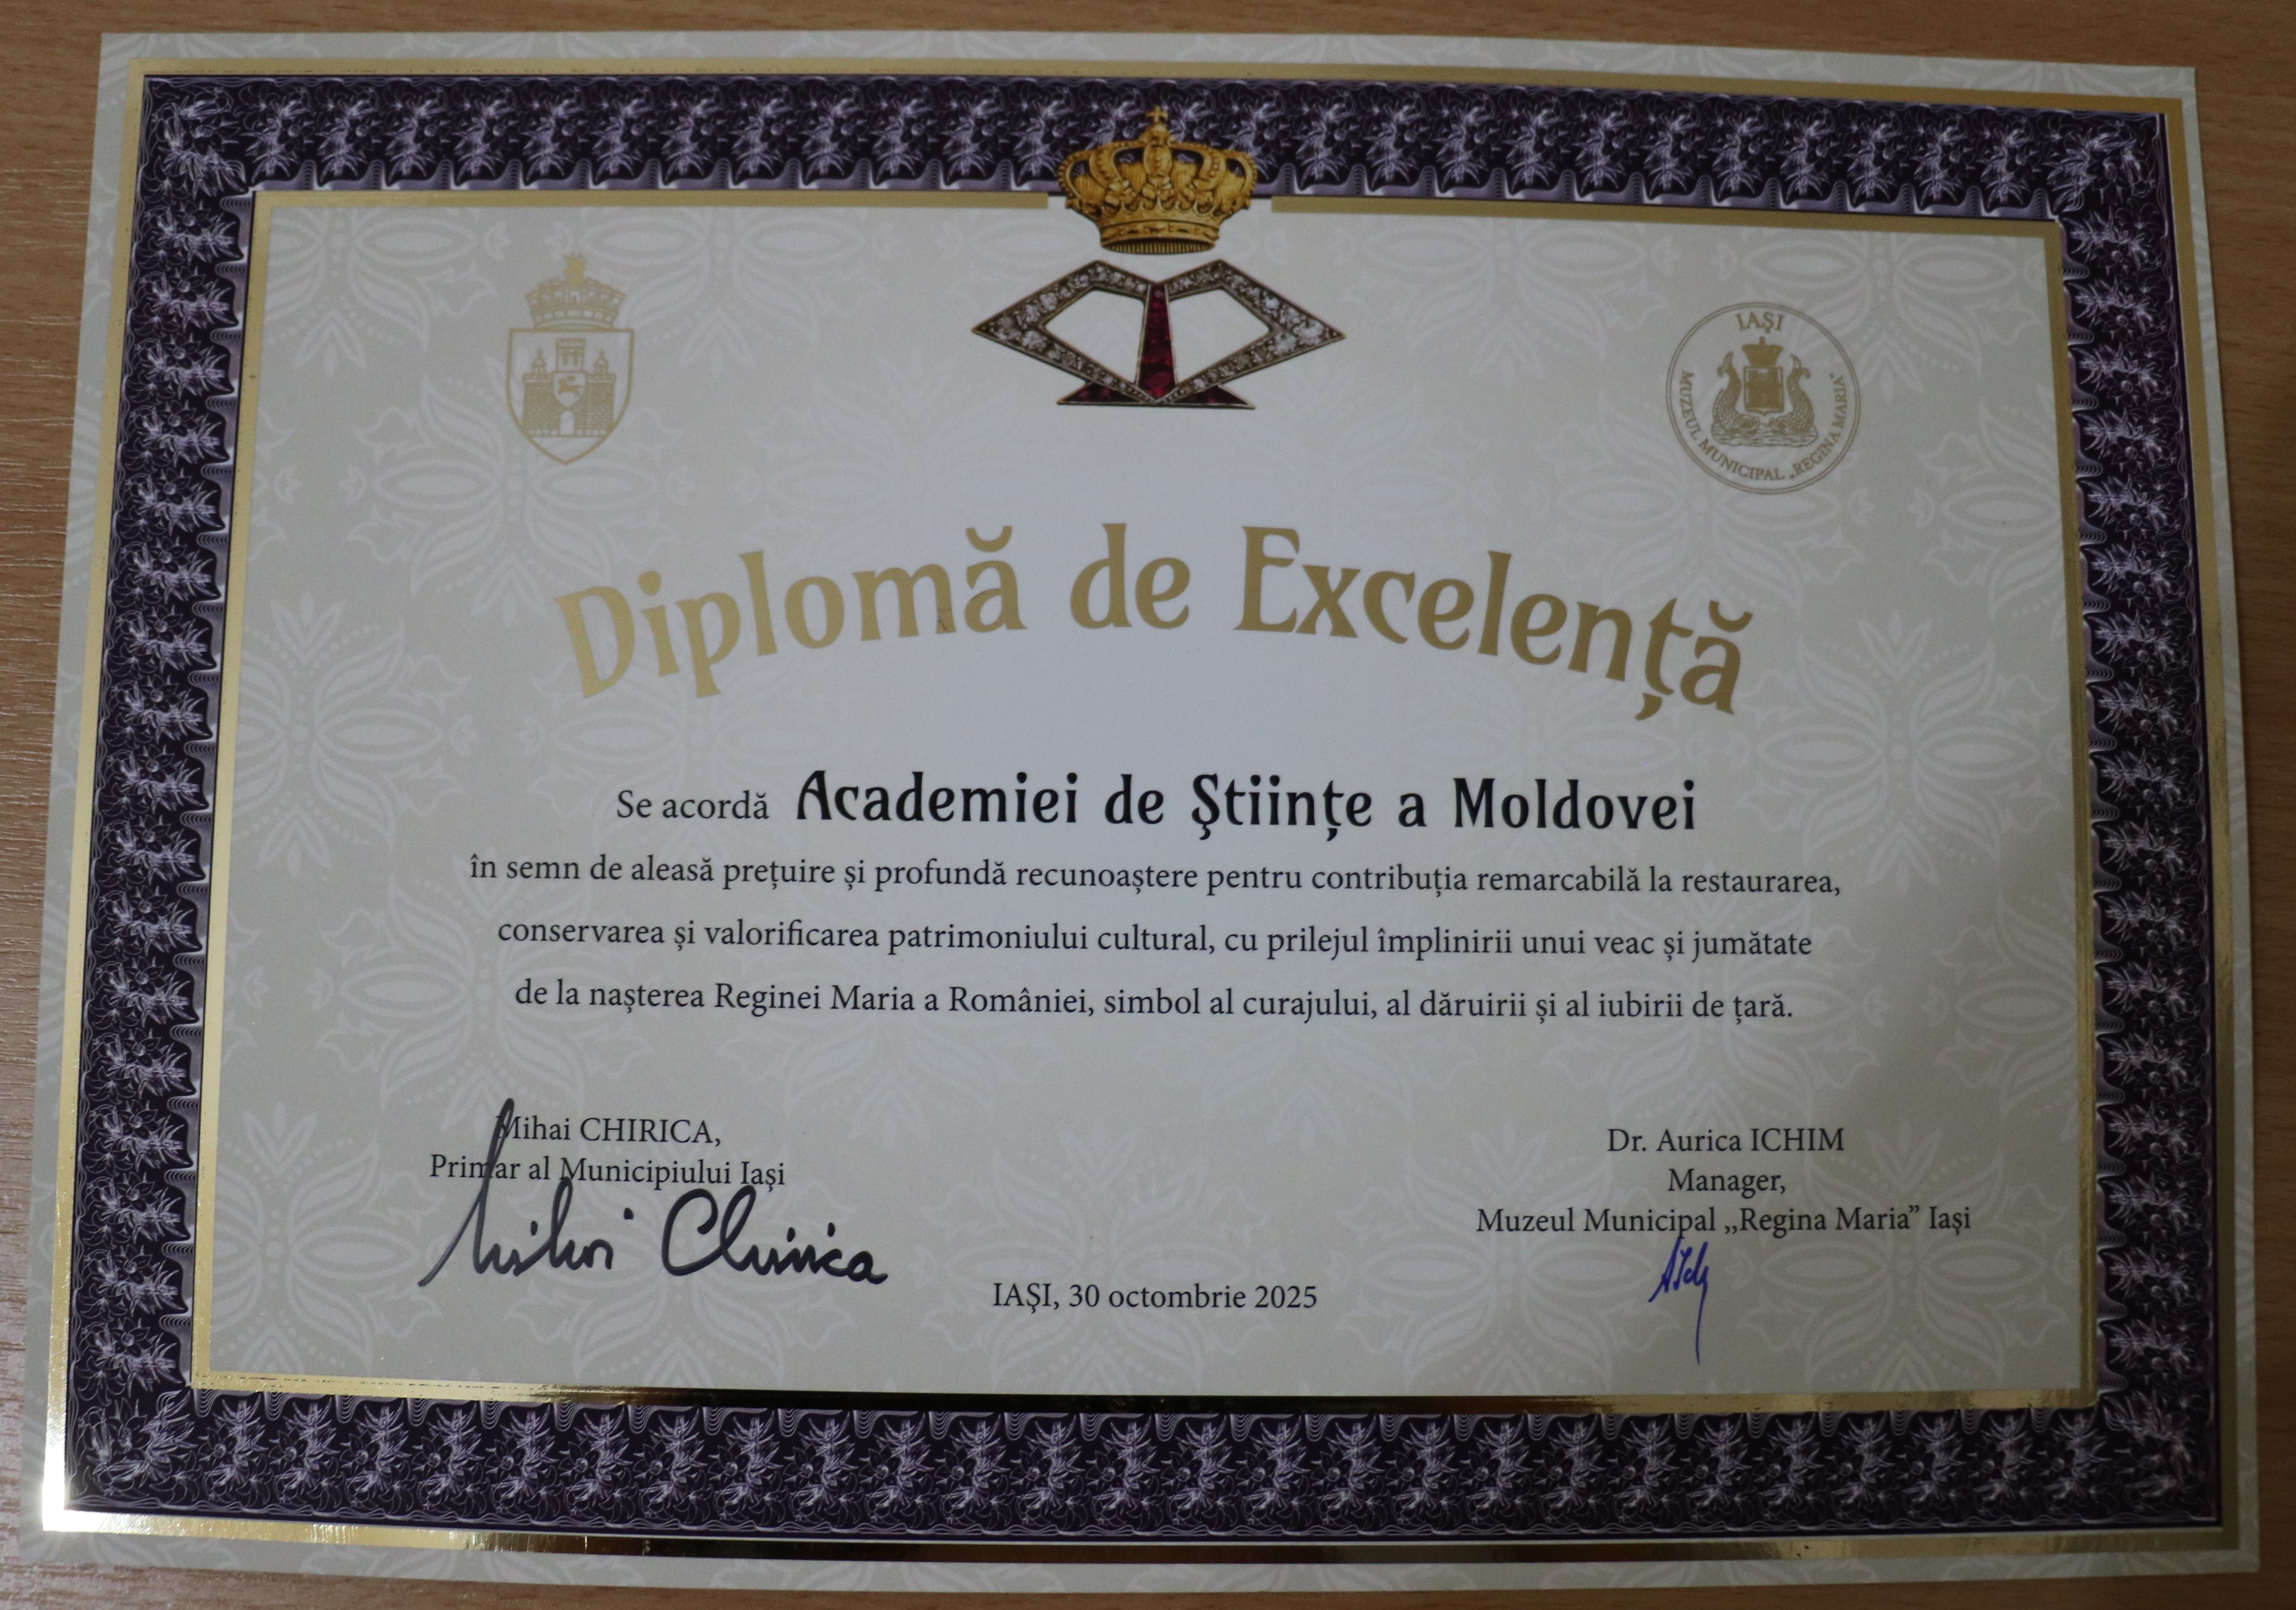 IAŞI
MUZEUL MUNICIPAL „REGINA MARIA"
Diplomă de Excelență
Se acordă Academiei de Ştiințe a Moldovei
în semn de aleasă prețuire și profundă recunoaștere pentru contribuția remarcabilă la restaurarea,
conservarea și valorificarea patrimoniului cultural, cu prilejul împlinirii unui veac și jumătate
de la nașterea Reginei Maria a României, simbol al curajului, al dăruirii și al iubirii de țară.
Mihai CHIRICA,
Primar al Municipiului Iaşi
Mihai Chirica
Dr. Aurica ICHIM
Manager,
Muzeul Municipal „Regina Maria” Iaşi
IAŞI, 30 octombrie 2025